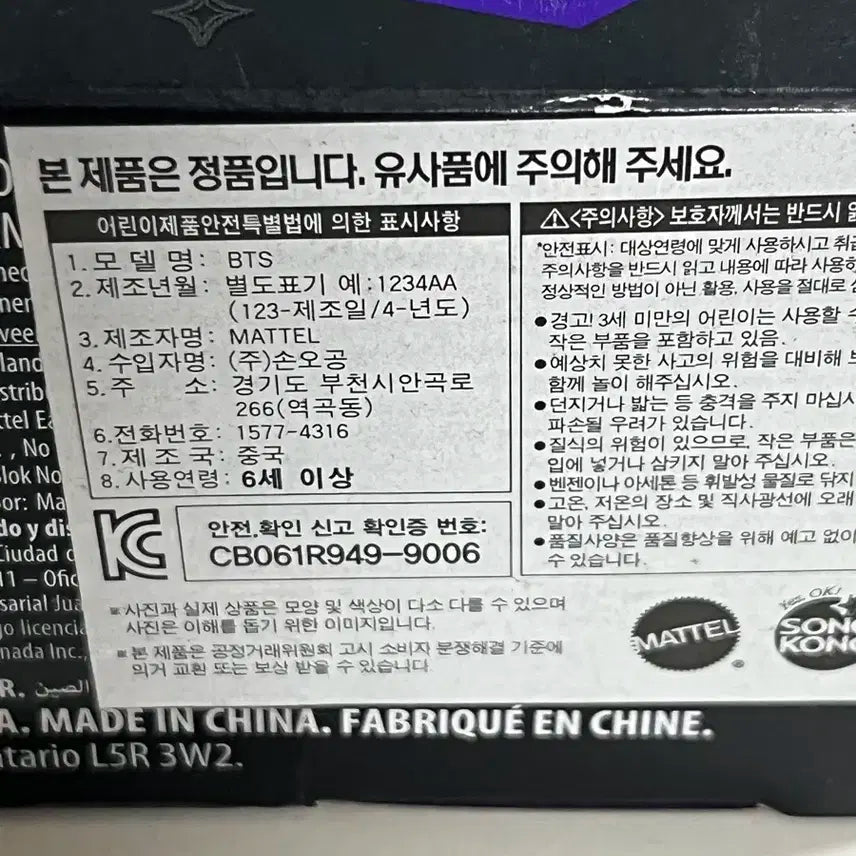 본 제품은 정품입니다. 유사품에 주의해 주세요.
어린이제품안전특별법에 의한 표시사항
1. 모 델 명: BTS
2. 제조년월: 별도표기 예:1234AA
(123-제조일/4-년도)
3. 제조자명: MATTEL
4. 수입자명: (주)손오공
5. 주 소: 경기도 부천시안곡로
266(역곡동)
6.전화번호: 1577-4316
7. 제 조 국: 중국
8. 사용연령: 6세 이상
안전.확인 신고 확인증 번호:
CB061R949-9006
사진과 실제 상품은 모양 및 색상이 다소 다를 수 있으며
사진은 이해를 돕기 위한 이미지입니다.
본 제품은 공정거래위원회 고시 소비자 분쟁해결 기준에
의거 교환 또는 보상 받을 수 있습니다.
⚠<주의사항> 보호자께서는 반드시
*안전표시: 대상연령에 맞게 사용하시고
주의사항을 반드시 읽고 내용에 따라
정상적인 방법이 아닌 활용, 사용을 절대로
●경고! 3세 미만의 어린이는 사용할
작은 부품을 포함하고 있음.
●예상치 못한 사고의 위험을 대비해
함께 놀이 해주십시오.
●던지거나 밟는 등 충격을 주지
파손될 우려가 있습니다.
●질식의 위험이 있으므로, 작은 부품은
입에 넣거나 삼키지 말아 주십시오.
●벤젠이나 아세톤 등 휘발성 물질로 닦지
●고온, 저온의 장소 및 직사광선에 오래
말아 주십시오.
●품질사양은 품질향상을 위해 예고 없이
수 있습니다.
MATTEL
Yes OK!
SONO
KONG
, No
Blok No
or: Ma
do y
Ciudad
11 – Ofic
sarial Jua
go licencia
nada Inc.,
R. الصين
A. MADE IN CHINA. FABRIQUÉ EN CHINE.
ntario L5R 3W2.